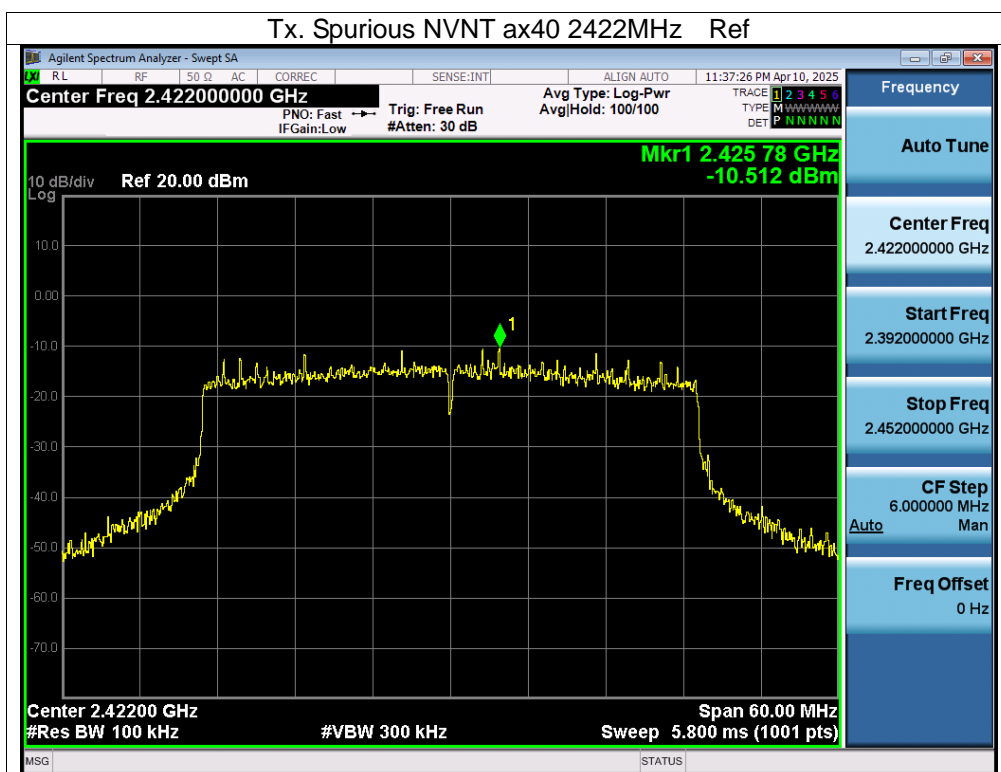 Tx. Spurious NVNT ax40 2422MHz Ref
Agilent Spectrum Analyzer - Swept SA
LXI RL RF 50 Ω AC CORREC SENSE:INT ALIGN AUTO 11:37:26 PM Apr 10, 2025
Center Freq 2.422000000 GHz
PNO: Fast
IFGain:Low
Trig: Free Run
#Atten: 30 dB
Avg Type: Log-Pwr
Avg|Hold: 100/100
TRACE 1 2 3 4 5 6
TYPE M WWWWW
DET P N N N N N
Mkr1 2.425 78 GHz
-10.512 dBm
10 dB/div Ref 20.00 dBm
Log
10.0
0.00
-10.0
-20.0
-30.0
-40.0
-50.0
-60.0
-70.0
1
Center 2.42200 GHz Span 60.00 MHz
#Res BW 100 kHz #VBW 300 kHz Sweep 5.800 ms (1001 pts)
MSG STATUS
Frequency
Auto Tune
Center Freq
2.422000000 GHz
Start Freq
2.392000000 GHz
Stop Freq
2.452000000 GHz
CF Step
6.000000 MHz
Auto Man
Freq Offset
0 Hz